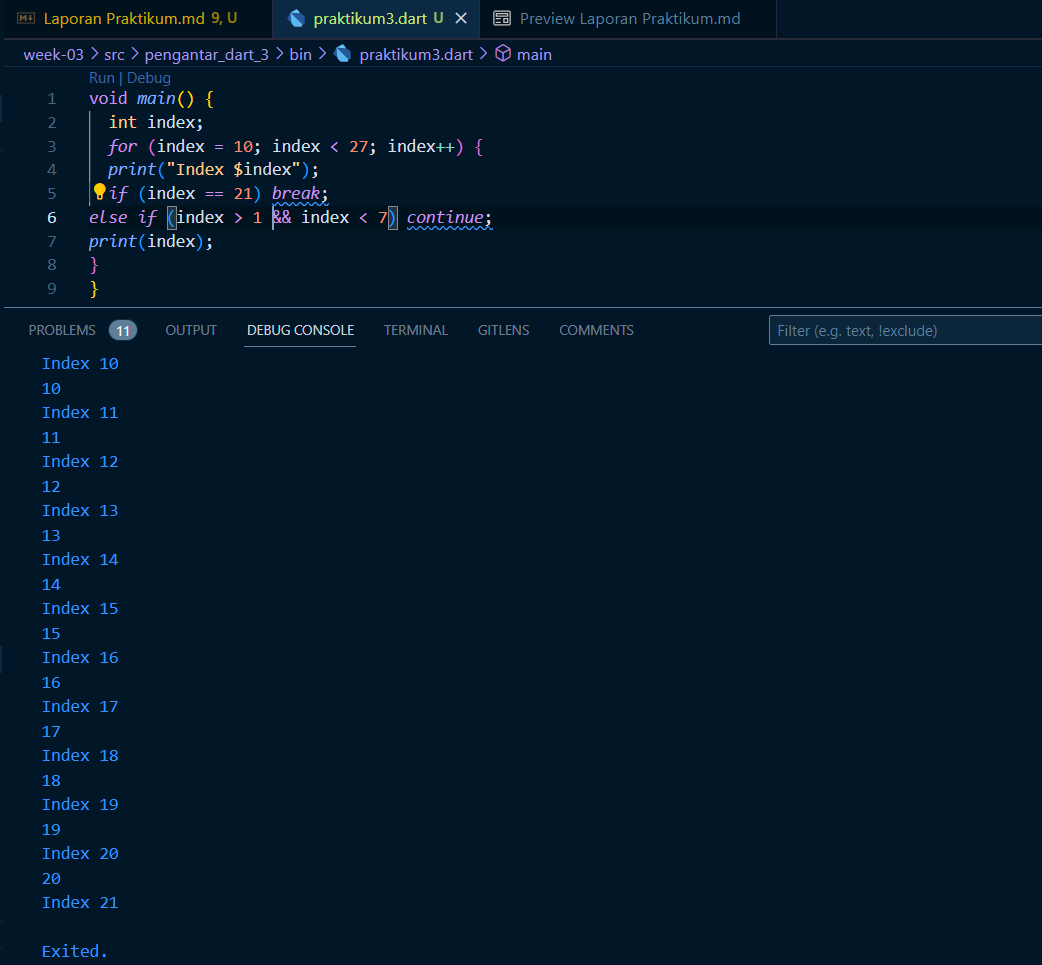 Laporan Praktikum.md 9, U praktikum3.dart U Preview Laporan Praktikum.md
week-03 > src > pengantar_dart_3 > bin > praktikum3.dart > main
Run | Debug
1 void main() {
2 int index;
3 for (index = 10; index < 27; index++) {
4 print("Index $index");
5 if (index == 21) break;
6 else if (index > 1 && index < 7) continue;
7 print(index);
8 }
9 }
PROBLEMS 11 OUTPUT DEBUG CONSOLE TERMINAL GITLENS COMMENTS Filter (e.g. text, !exclude)
Index 10
10
Index 11
11
Index 12
12
Index 13
13
Index 14
14
Index 15
15
Index 16
16
Index 17
17
Index 18
18
Index 19
19
Index 20
20
Index 21
Exited.